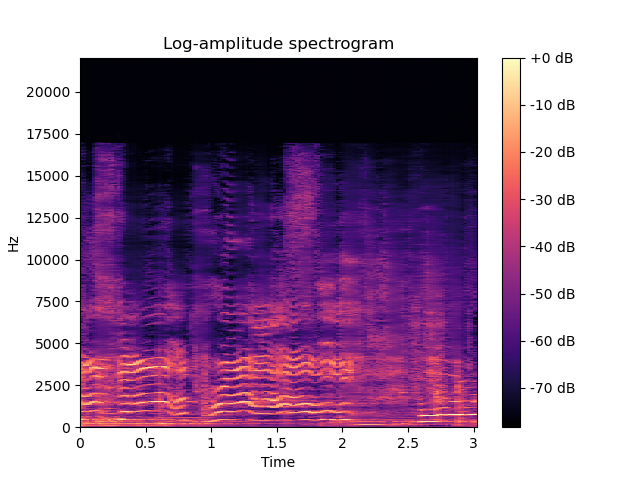 Log-amplitude spectrogram
Hz
20000
17500
15000
12500
10000
7500
5000
2500
0
0 0.5 1 1.5 2 2.5 3
Time
+0 dB
-10 dB
-20 dB
-30 dB
-40 dB
-50 dB
-60 dB
-70 dB